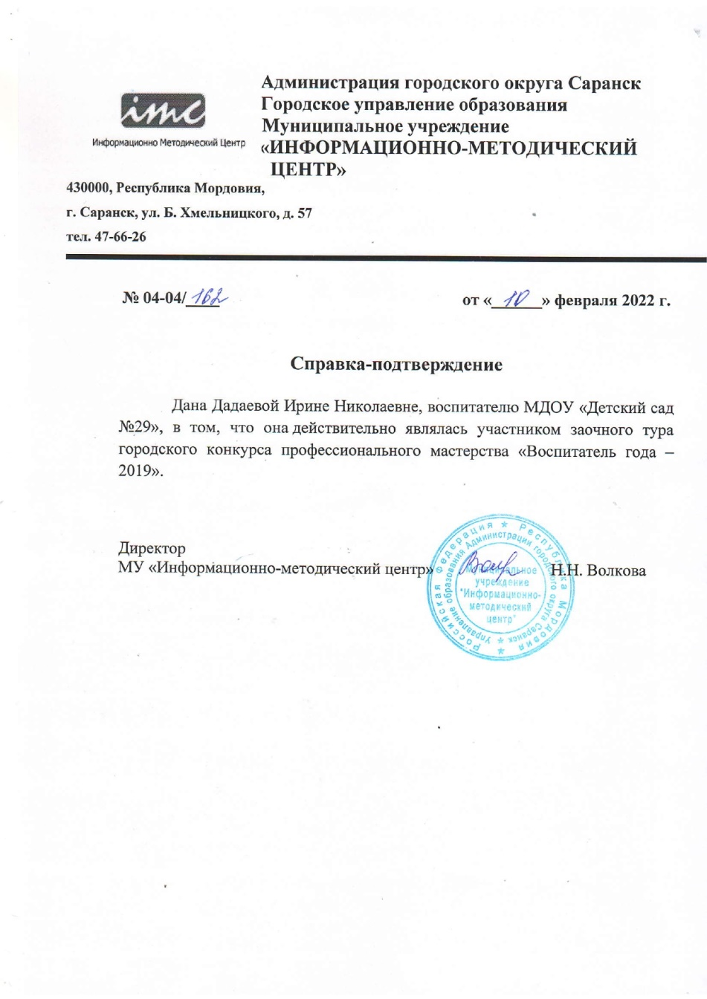 Администрация городского округа Саранск
Городское управление образования
Муниципальное учреждение
«ИНФОРМАЦИОННО-МЕТОДИЧЕСКИЙ
ЦЕНТР»
imc
Информационно Методический Центр
430000, Республика Мордовия,
г. Саранск, ул. Б. Хмельницкого, д. 57
тел. 47-66-26
№ 04-04/ 162
от « 10 » февраля 2022 г.
Справка-подтверждение
Дана Дадаевой Ирине Николаевне, воспитателю МДОУ «Детский сад
№29», в том, что она действительно являлась участником заочного тура
городского конкурса профессионального мастерства «Воспитатель года –
2019».
Директор
МУ «Информационно-методический центр»
Н.Н. Волкова
Российская Федерация * Республика Мордовия *
Управление образования Администрации городского округа Саранск *
Муниципальное
учреждение
"Информационно-
методический
центр"